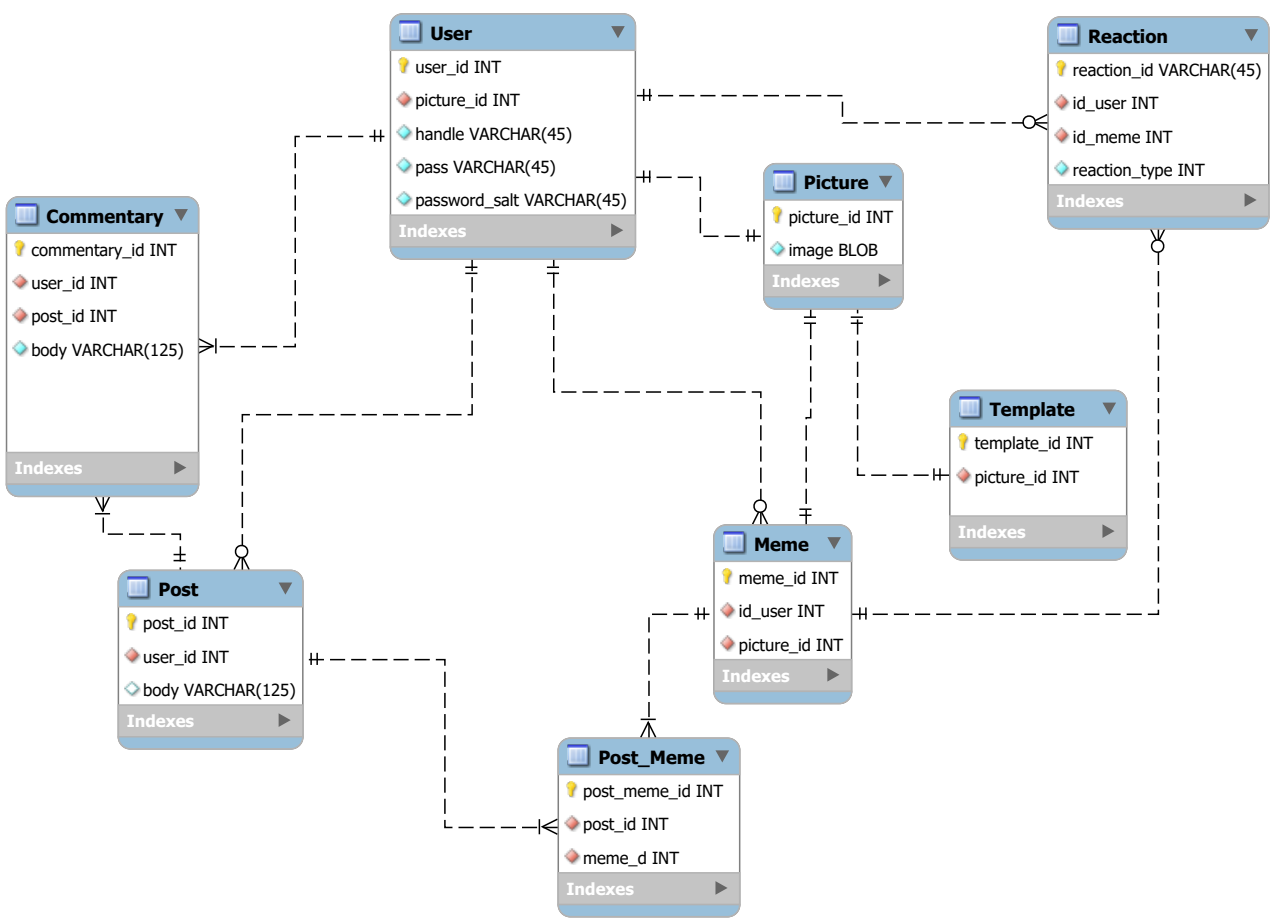 User
user_id INT
picture_id INT
handle VARCHAR(45)
pass VARCHAR(45)
password_salt VARCHAR(45)
Indexes
Reaction
reaction_id VARCHAR(45)
id_user INT
id_meme INT
reaction_type INT
Indexes
Picture
picture_id INT
image BLOB
Indexes
Commentary
commentary_id INT
user_id INT
post_id INT
body VARCHAR(125)
Indexes
Template
template_id INT
picture_id INT
Indexes
Meme
meme_id INT
id_user INT
picture_id INT
Indexes
Post
post_id INT
user_id INT
body VARCHAR(125)
Indexes
Post_Meme
post_meme_id INT
post_id INT
meme_d INT
Indexes